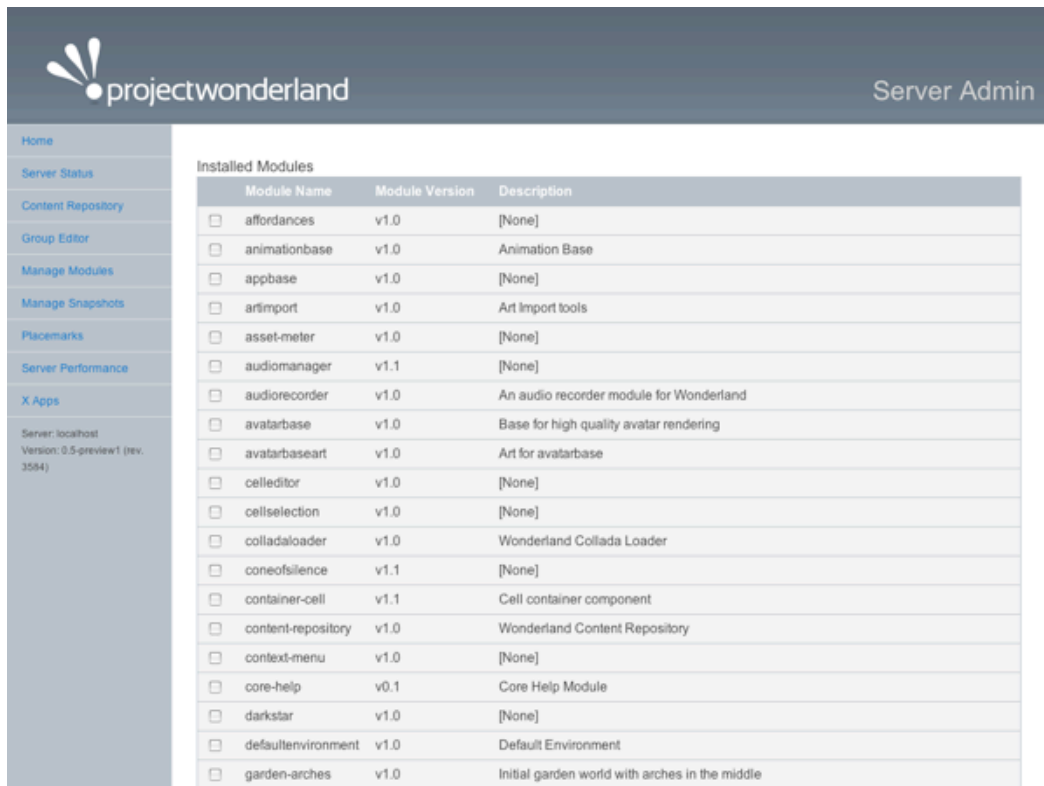 projectwonderland
Server Admin
Home
Server Status
Content Repository
Group Editor
Manage Modules
Manage Snapshots
Placemarks
Server Performance
X Apps
Server: localhost
Version: 0.5-preview1 (rev.
3584)
Installed Modules
Module Name Module Version Description
affordances v1.0 [None]
animationbase v1.0 Animation Base
appbase v1.0 [None]
artimport v1.0 Art Import tools
asset-meter v1.0 [None]
audiomanager v1.1 [None]
audiorecorder v1.0 An audio recorder module for Wonderland
avatarbase v1.0 Base for high quality avatar rendering
avatarbaseart v1.0 Art for avatarbase
celleditor v1.0 [None]
cellselection v1.0 [None]
colladaloader v1.0 Wonderland Collada Loader
coneofsilence v1.1 [None]
container-cell v1.1 Cell container component
content-repository v1.0 Wonderland Content Repository
context-menu v1.0 [None]
core-help v0.1 Core Help Module
darkstar v1.0 [None]
defaultenvironment v1.0 Default Environment
garden-arches v1.0 Initial garden world with arches in the middle